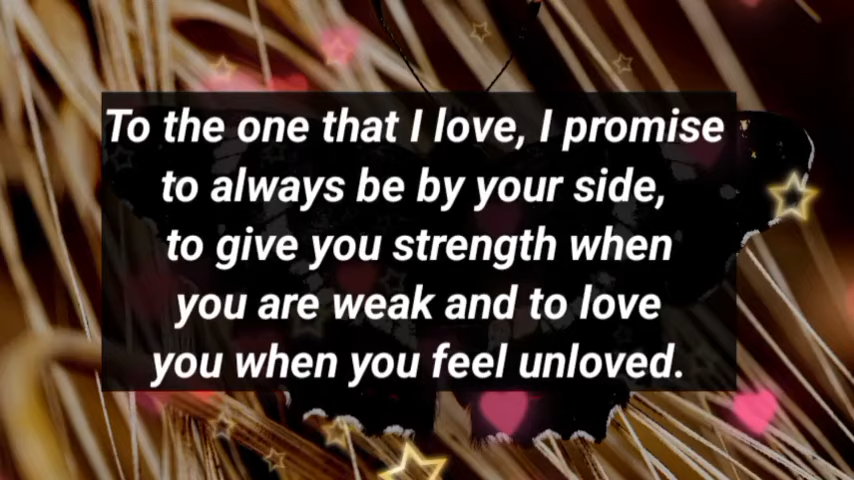 To the one that I love, I promise
to always be by your side,
to give you strength when
you are weak and to love
you when you feel unloved.